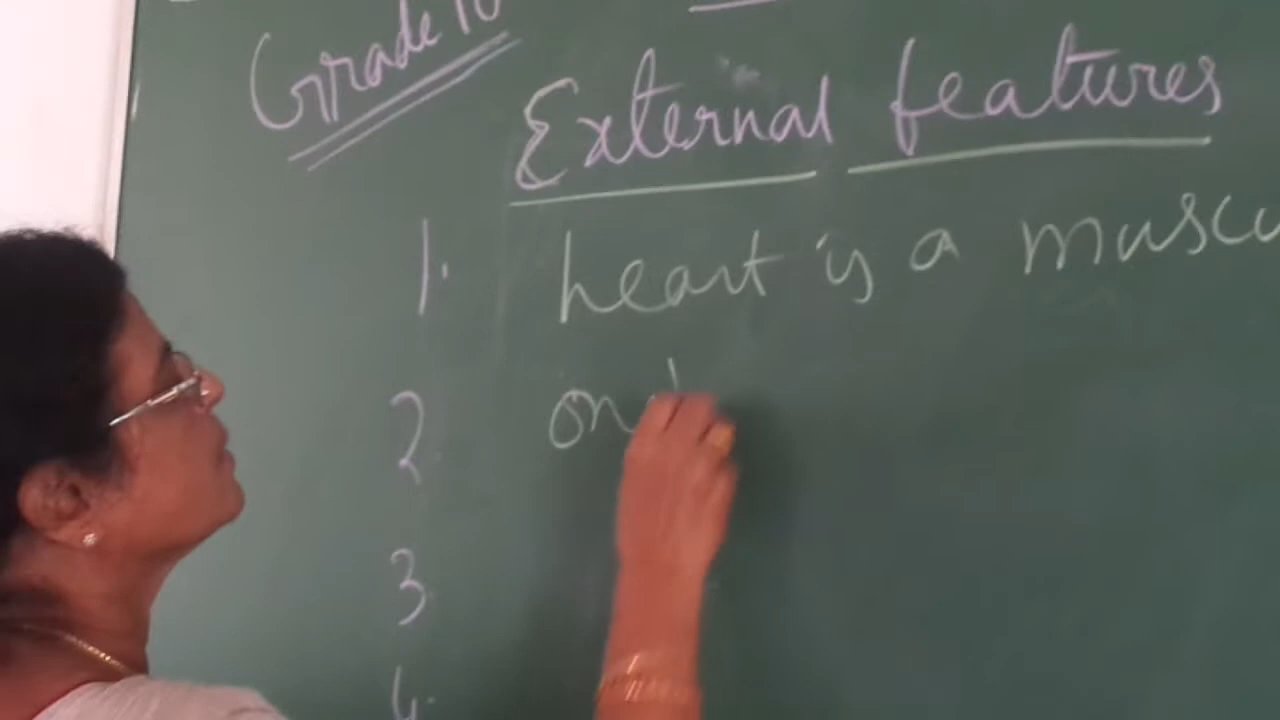 Grade 10
External features
1. heart is a muscu
2.
on
3
4.